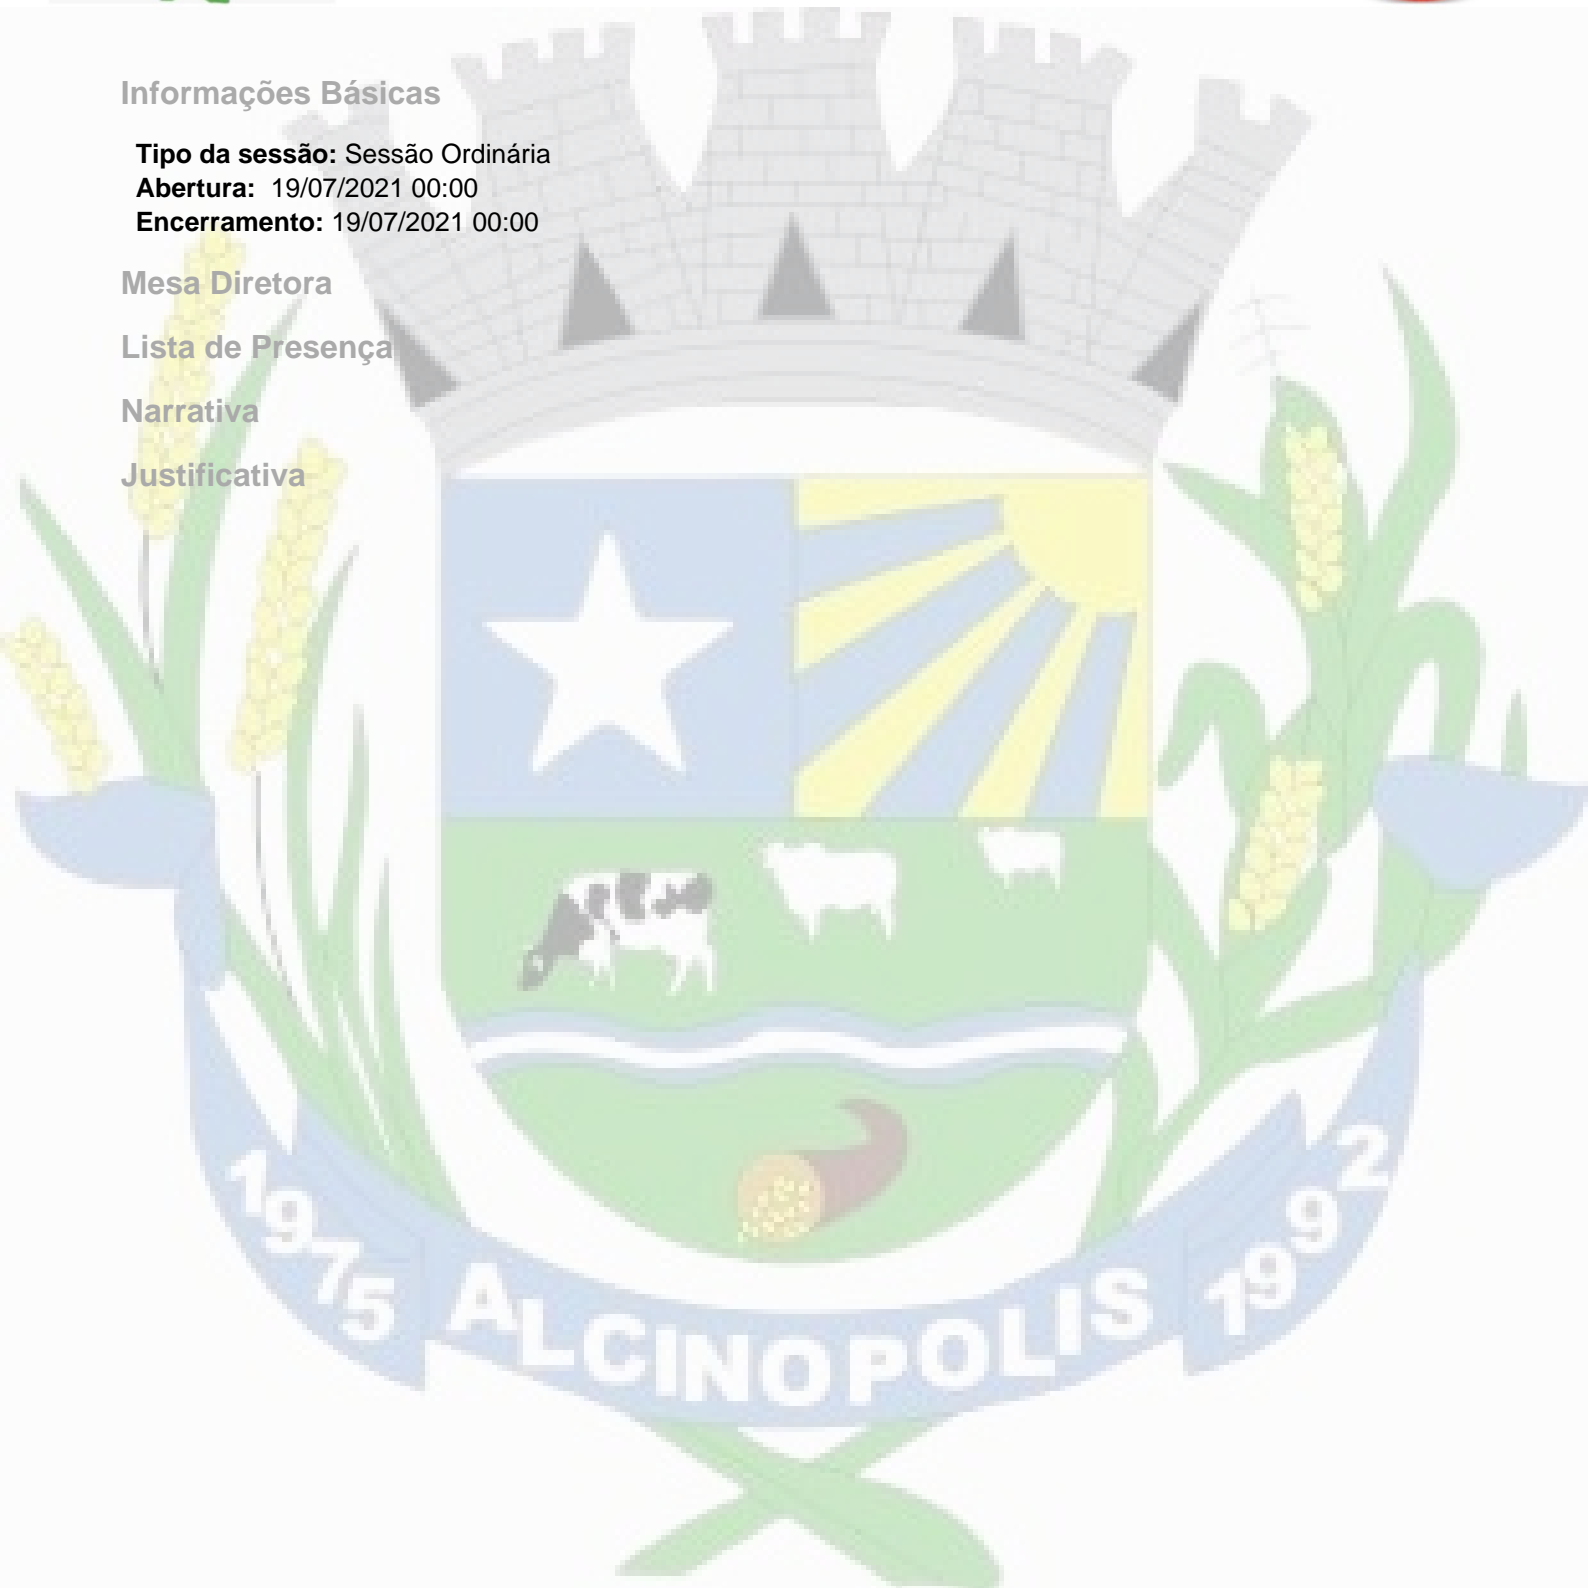 Informações Básicas
Tipo da sessão: Sessão Ordinária
Abertura: 19/07/2021 00:00
Encerramento: 19/07/2021 00:00
Mesa Diretora
Lista de Presença
Narrativa
Justificativa
1975 ALCINOPOLIS 1992